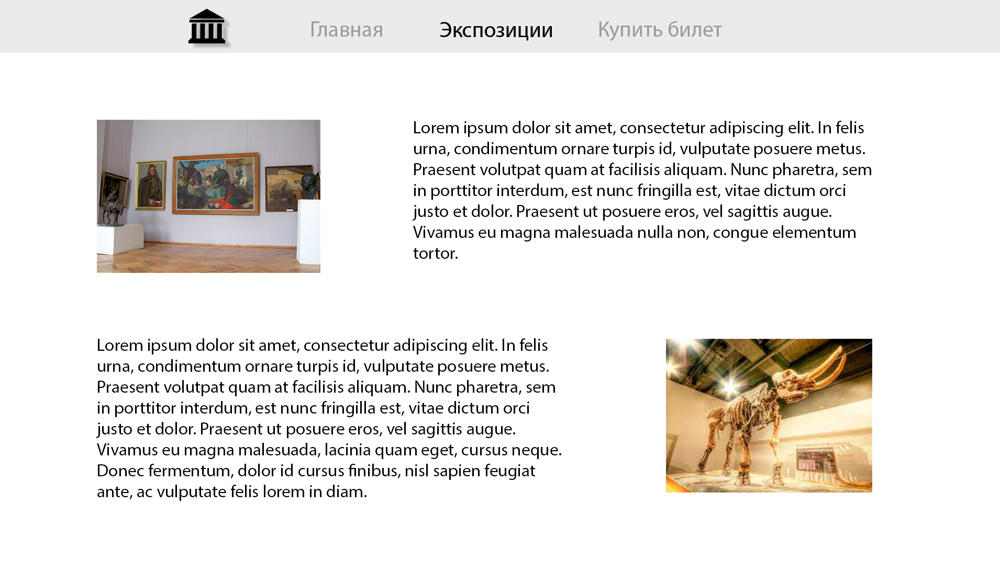 Главная
Экспозиции
Купить билет
Lorem ipsum dolor sit amet, consectetur adipiscing elit. In felis
urna, condimentum ornare turpis id, vulputate posuere metus.
Praesent volutpat quam at facilisis aliquam. Nunc pharetra, sem
in porttitor interdum, est nunc fringilla est, vitae dictum orci
justo et dolor. Praesent ut posuere eros, vel sagittis augue.
Vivamus eu magna malesuada nulla non, congue elementum
tortor.
Lorem ipsum dolor sit amet, consectetur adipiscing elit. In felis
urna, condimentum ornare turpis id, vulputate posuere metus.
Praesent volutpat quam at facilisis aliquam. Nunc pharetra, sem
in porttitor interdum, est nunc fringilla est, vitae dictum orci
justo et dolor. Praesent ut posuere eros, vel sagittis augue.
Vivamus eu magna malesuada, lacinia quam eget, cursus neque.
Donec fermentum, dolor id cursus finibus, nisl sapien feugiat
ante, ac vulputate felis lorem in diam.